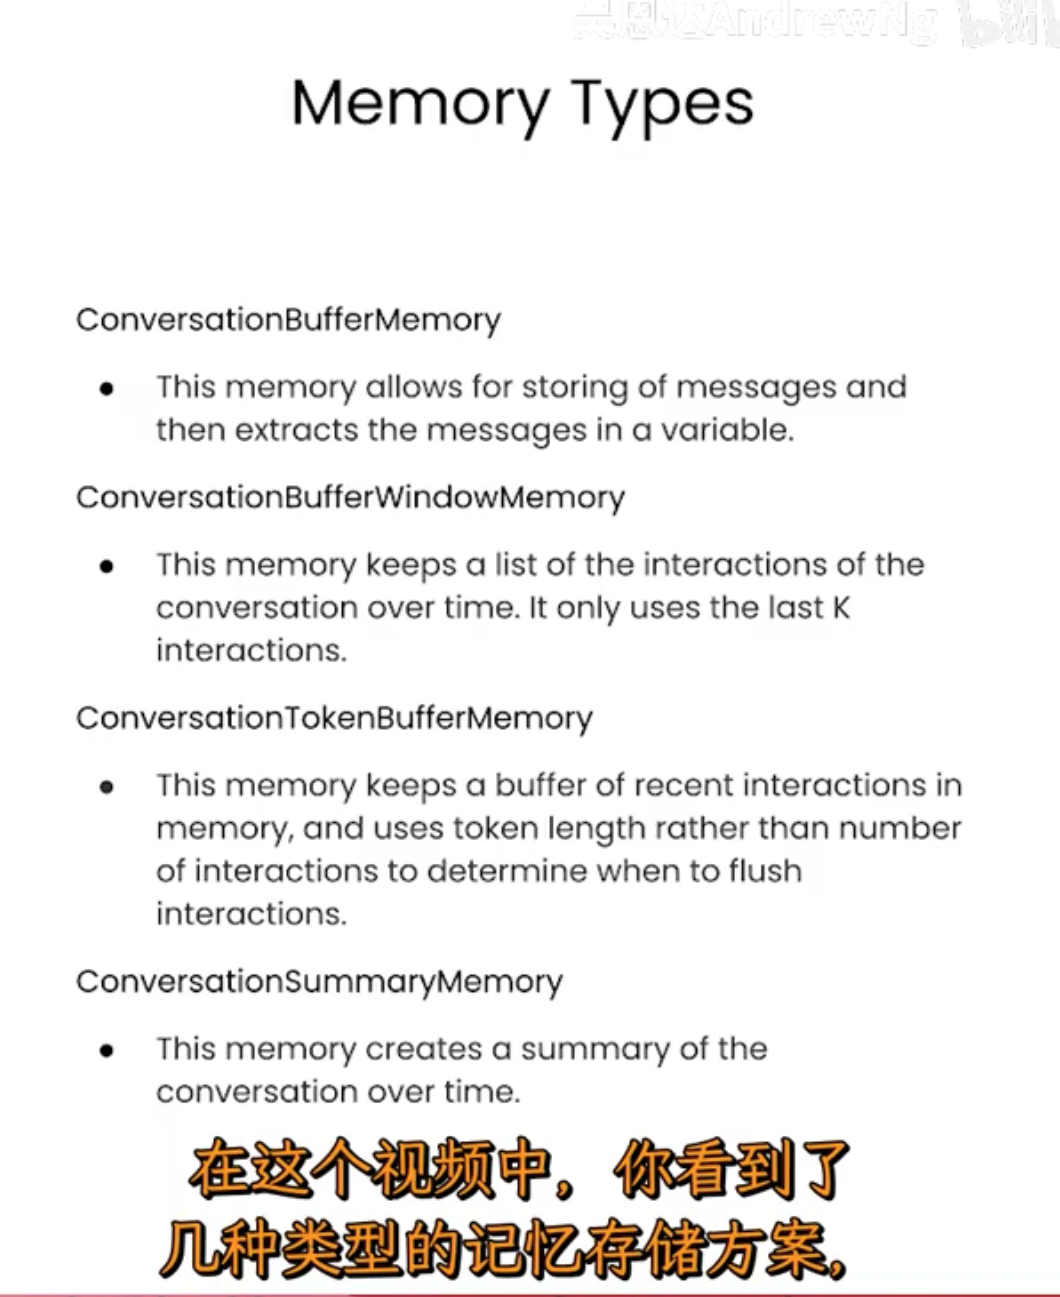 吴恩达AndrewNg bili
Memory Types
ConversationBufferMemory
● This memory allows for storing of messages and
then extracts the messages in a variable.
ConversationBufferWindowMemory
● This memory keeps a list of the interactions of the
conversation over time. It only uses the last K
interactions.
ConversationTokenBufferMemory
● This memory keeps a buffer of recent interactions in
memory, and uses token length rather than number
of interactions to determine when to flush
interactions.
ConversationSummaryMemory
● This memory creates a summary of the
conversation over time.
在这个视频中，你看到了
几种类型的记忆存储方案，